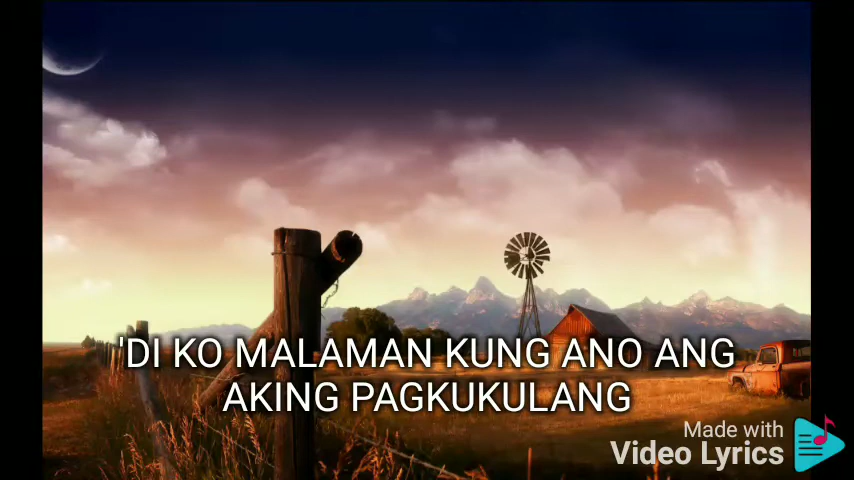 'DI KO MALAMAN KUNG ANO ANG
AKING PAGKUKULANG
Made with
Video Lyrics